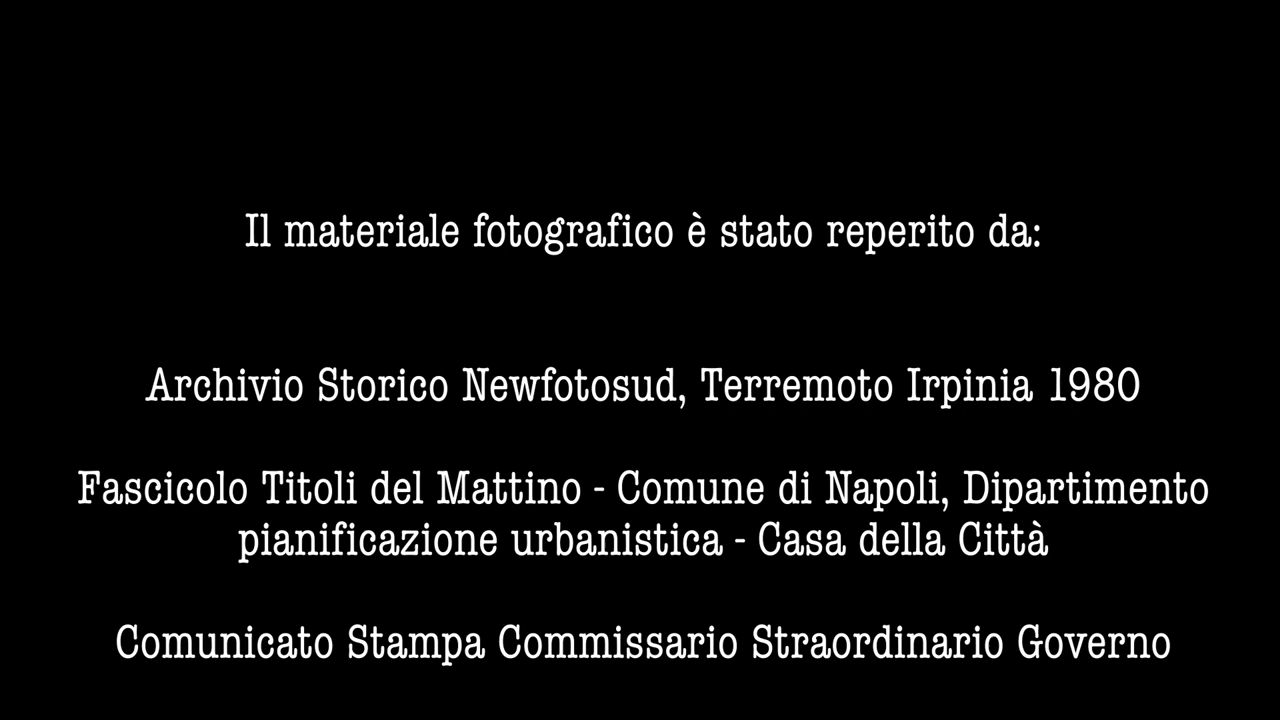 Il materiale fotografico è stato reperito da:
Archivio Storico Newfotosud, Terremoto Irpinia 1980
Fascicolo Titoli del Mattino - Comune di Napoli, Dipartimento
pianificazione urbanistica - Casa della Città
Comunicato Stampa Commissario Straordinario Governo